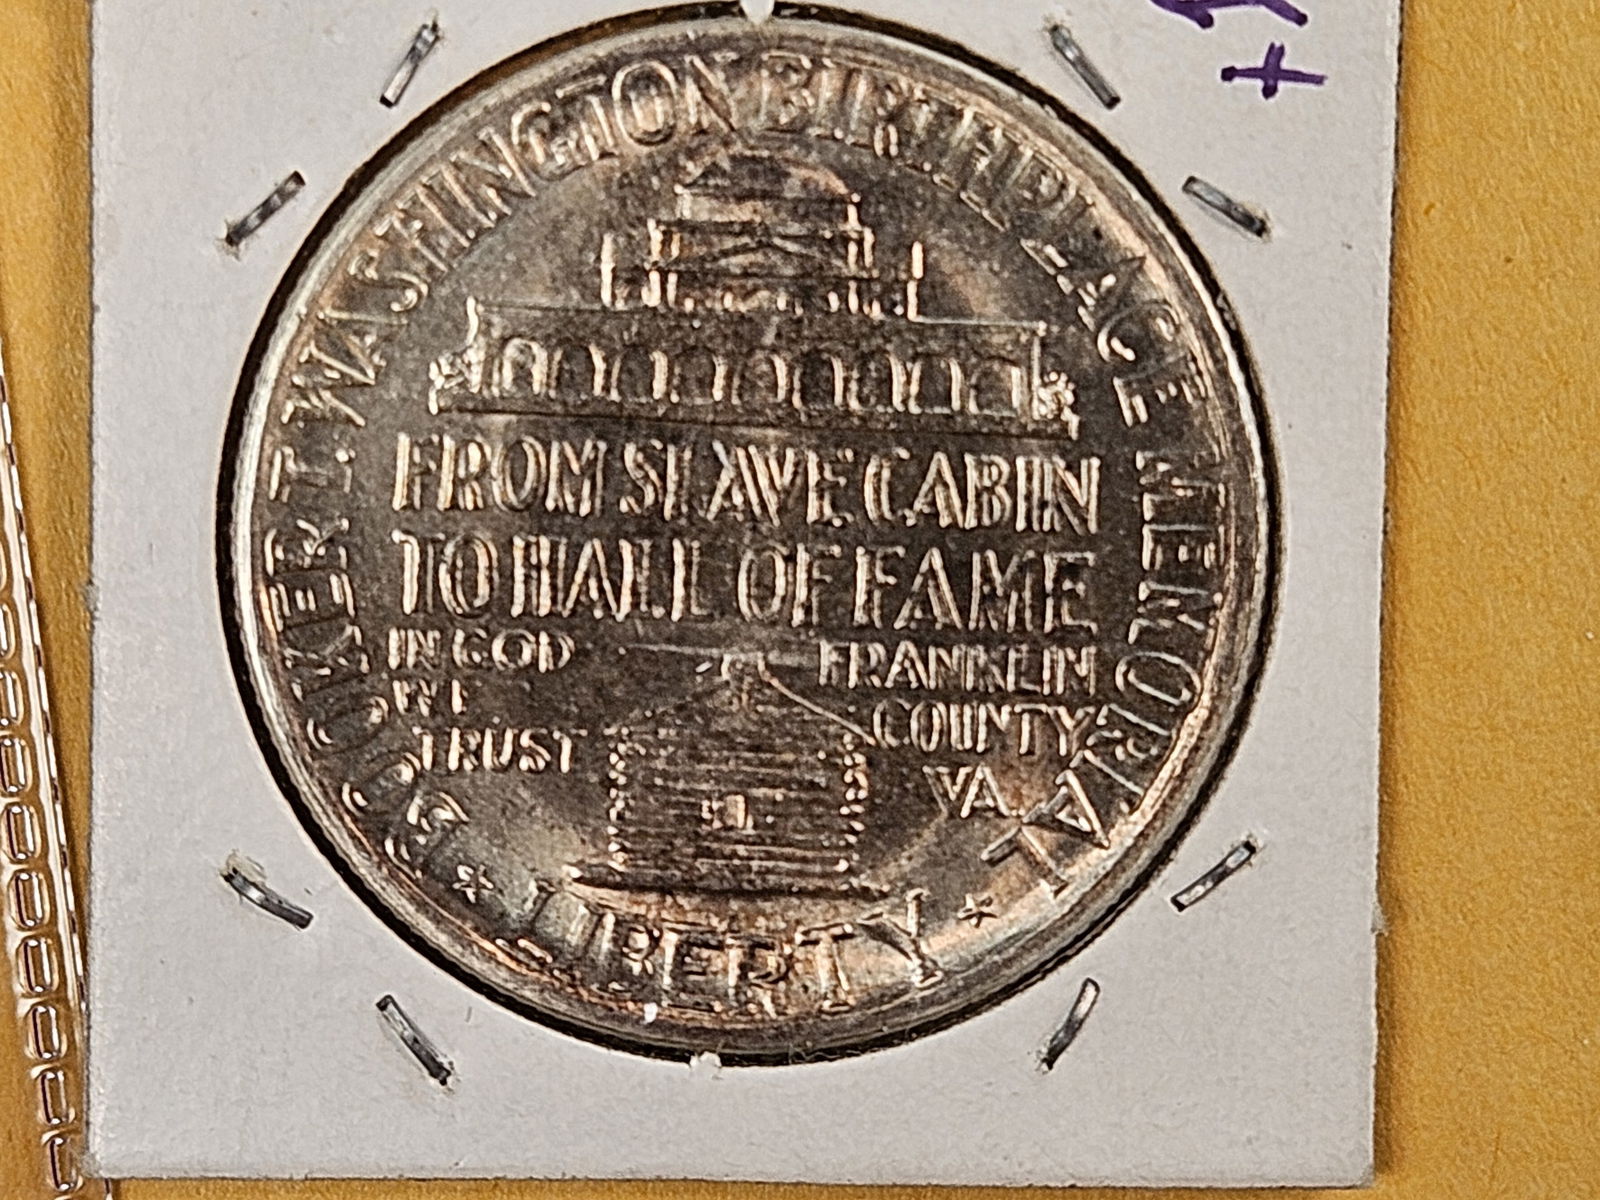 BOOKER T. WASHINGTON BIRTHPLACE MEMORIAL
FROM SLAVE CABIN
TO HALL OF FAME
IN GOD
WE
TRUST
FRANKLIN
COUNTY
VA.
* LIBERTY *